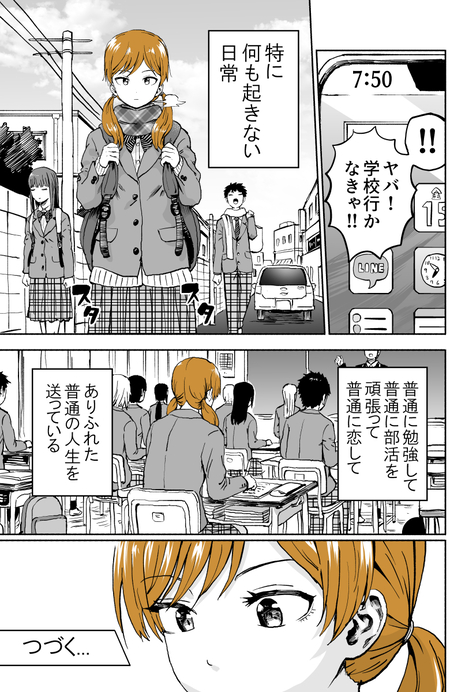 7:50
!!
ヤバ!
学校行か
なきゃ!!
15
LINE
特に
何も起きない
日常
スタ
スタ
普通に勉強して
普通に部活を
頑張って
普通に恋して
ありふれた
普通の人生を
送っている
つづく…